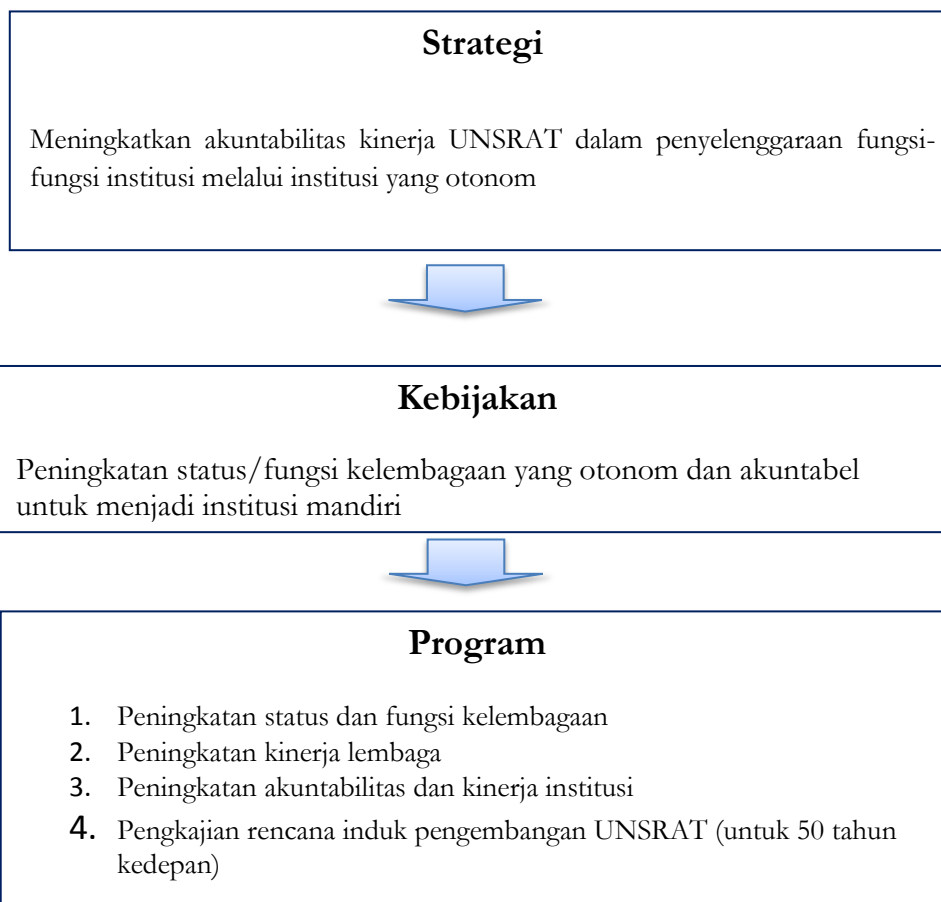 Strategi
Meningkatkan akuntabilitas kinerja UNSRAT dalam penyelenggaraan fungsi-
fungsi institusi melalui institusi yang otonom
Kebijakan
Peningkatan status/fungsi kelembagaan yang otonom dan akuntabel
untuk menjadi institusi mandiri
Program
1. Peningkatan status dan fungsi kelembagaan
2. Peningkatan kinerja lembaga
3. Peningkatan akuntabilitas dan kinerja institusi
4. Pengkajian rencana induk pengembangan UNSRAT (untuk 50 tahun
kedepan)